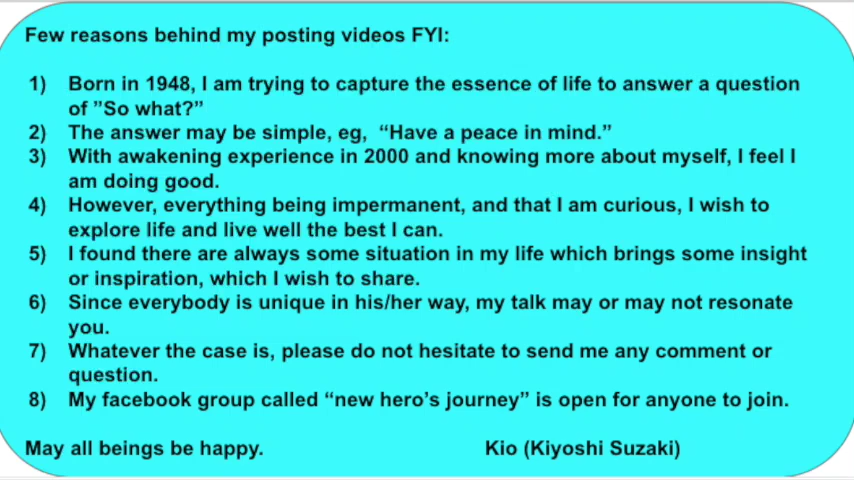 Few reasons behind my posting videos FYI:
1) Born in 1948, I am trying to capture the essence of life to answer a question
of ”So what?”
2) The answer may be simple, eg, “Have a peace in mind.”
3) With awakening experience in 2000 and knowing more about myself, I feel I
am doing good.
4) However, everything being impermanent, and that I am curious, I wish to
explore life and live well the best I can.
5) I found there are always some situation in my life which brings some insight
or inspiration, which I wish to share.
6) Since everybody is unique in his/her way, my talk may or may not resonate
you.
7) Whatever the case is, please do not hesitate to send me any comment or
question.
8) My facebook group called “new hero’s journey” is open for anyone to join.
May all beings be happy. Kio (Kiyoshi Suzaki)